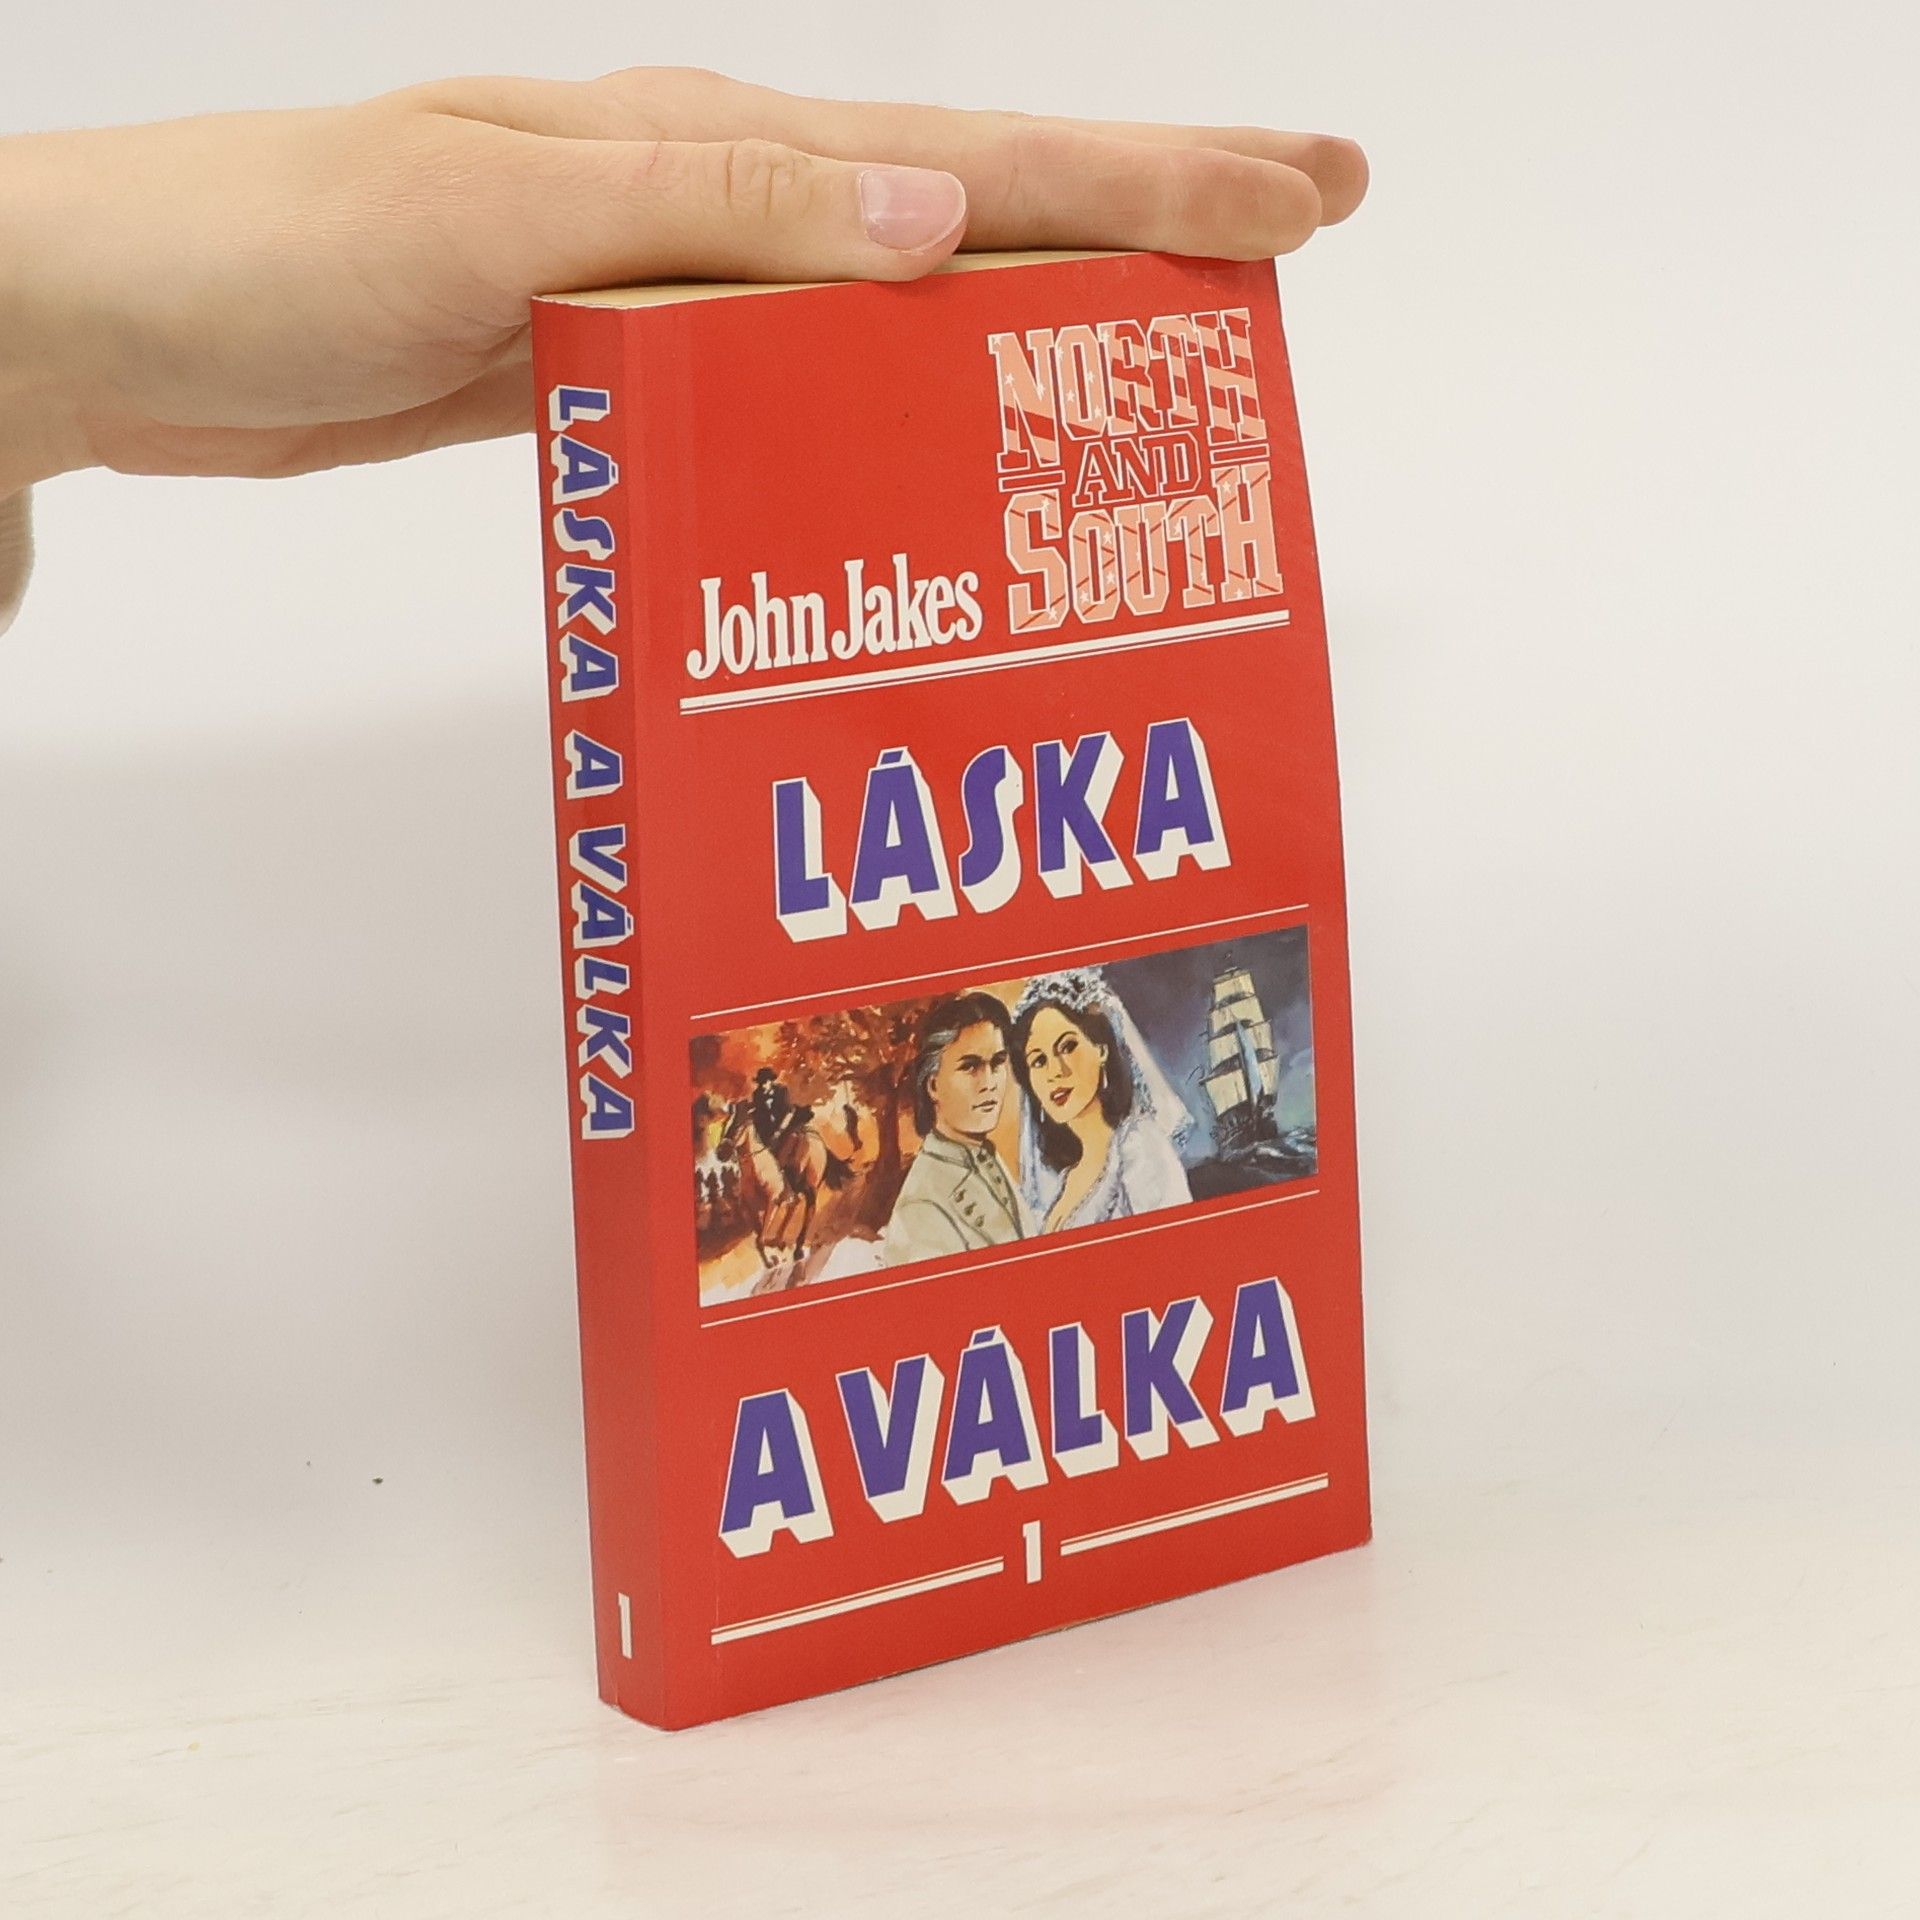 NORTH
AND
SOUTH
John Jakes
LÁSKA
A VÁLKA
1
LÁSKA A VÁLKA
1